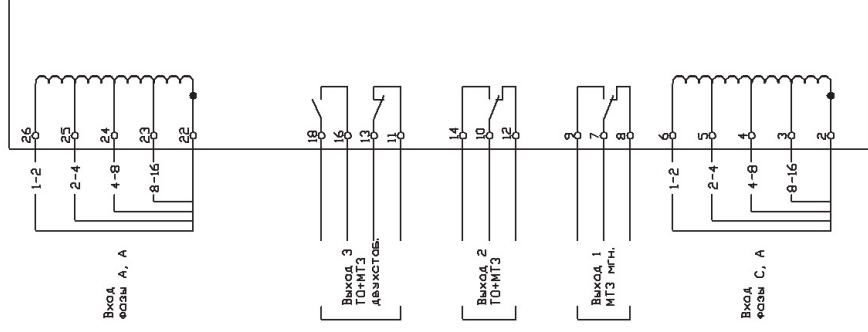 26
25
24
23
22
18
16
13
11
14
10
12
9
7
8
6
5
4
3
2
1-2
2-4
4-8
8-16
1-2
2-4
4-8
8-16
Вход
фазы А, А
Выход 3
ТО+МТЗ
двухстаб.
Выход 2
ТО+МТЗ
Выход 1
МТЗ мгн.
Вход
фазы С, А